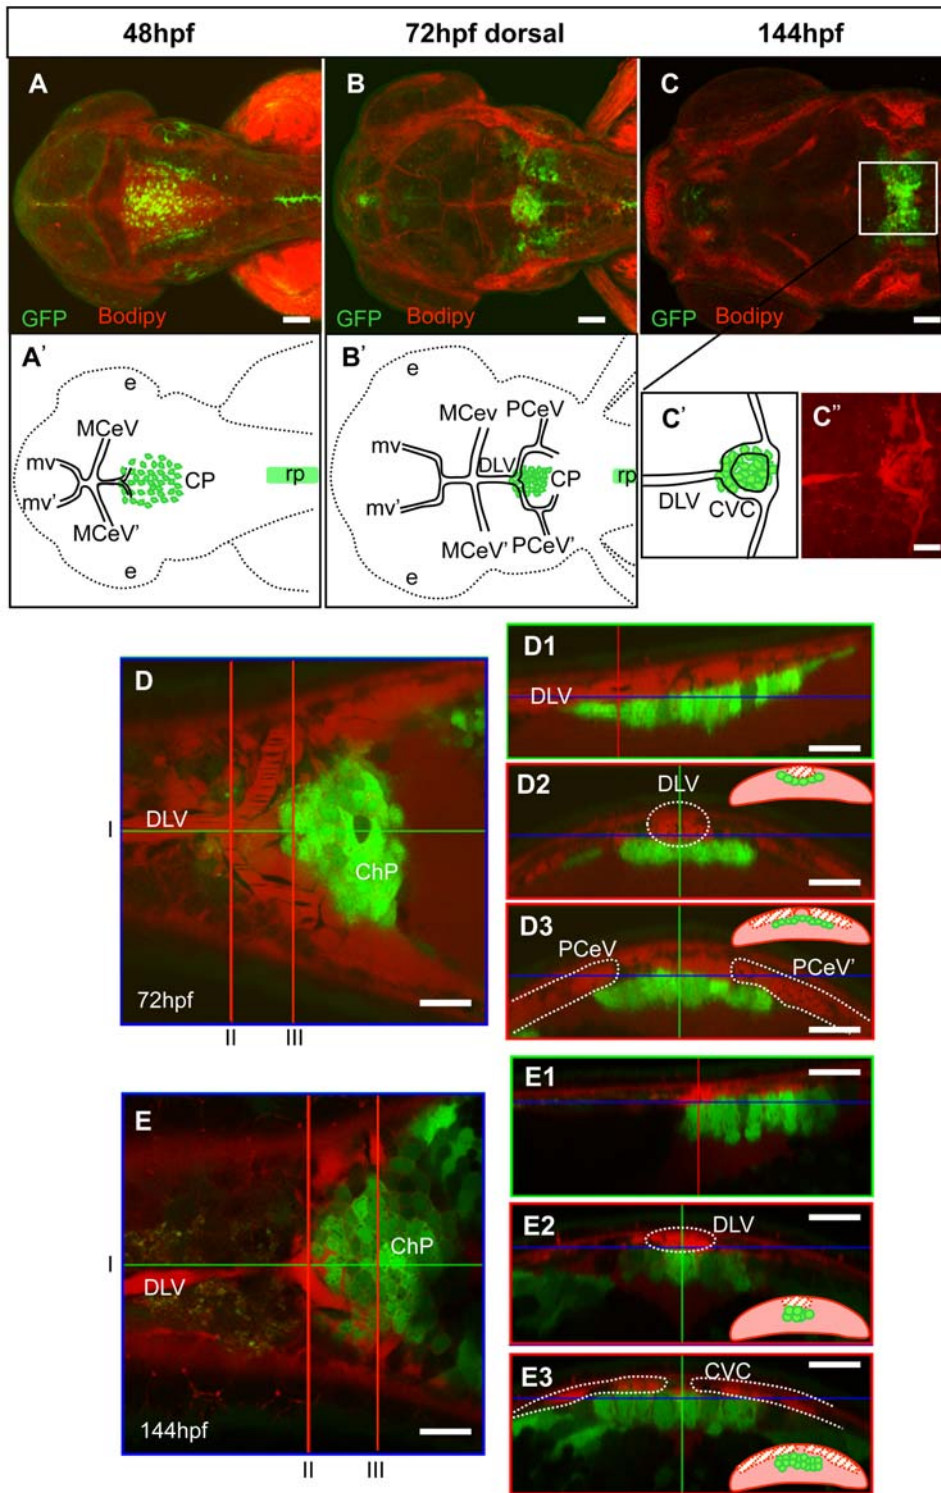 48hpf 72hpf dorsal 144hpf
A B C
GFP Bodipy GFP Bodipy GFP Bodipy
A' B' C' C"
e e
MCeV MCev PCeV
mv mv DLV
CP rp CP rp
mv' mv' DLV CVC
MCeV' MCeV' PCeV'
e e
D D1
DLV
D2 DLV
I DLV
ChP
D3
PCeV PCeV'
72hpf
II III
E E1
E2 DLV
ChP
I
DLV
E3 CVC
144hpf
II III